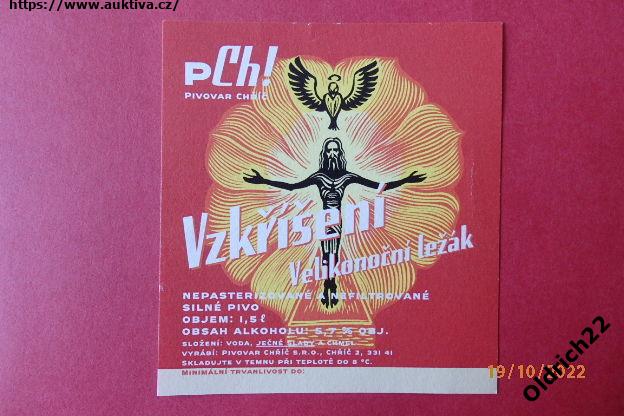 https://www.auktiva.cz/
PCh!
PIVOVAR CHŘÍČ
Vzkříšení
Velikonoční ležák
NEPASTERIZOVANÉ A NEFILTROVANÉ
SILNÉ PIVO
OBJEM: 1,5 ℓ
OBSAH ALKOHOLU: 5,7 % OBJ.
SLOŽENÍ: VODA, JEČNÉ SLADY A CHMEL
VYRÁBÍ: PIVOVAR CHŘÍČ S.R.O., CHŘÍČ 2, 331 41
SKLADUJTE V TEMNU PŘI TEPLOTĚ DO 8 °C.
MINIMÁLNÍ TRVANLIVOST DO:
19/10/2022
Oldrich22